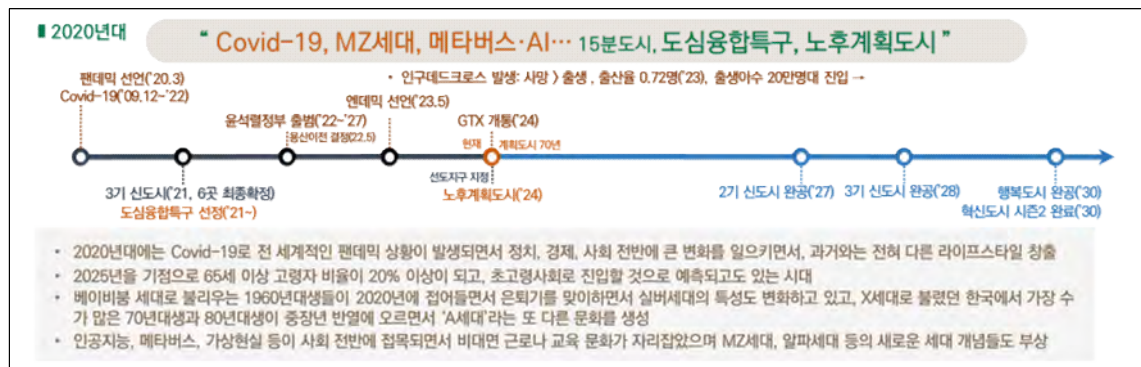 2020년대
“ Covid-19, MZ세대, 메타버스·AI… 15분도시, 도심융합특구, 노후계획도시 ”
팬데믹 선언('20.3)
Covid-19('09.12~'22)
• 인구데드크로스 발생: 사망 > 출생 , 출산율 0.72명('23), 출생아수 20만명대 진입 →
엔데믹 선언('23.5)
윤석렬정부 출범('22~'27)
용산이전 결정(22.5)
GTX 개통('24)
현재 계획도시 70년
3기 신도시('21, 6곳 최종확정)
도심융합특구 선정('21~)
선도지구 지정
노후계획도시('24)
2기 신도시 완공('27)
3기 신도시 완공('28)
행복도시 완공('30)
혁신도시 시즌2 완료('30)
• 2020년대에는 Covid-19로 전 세계적인 팬데믹 상황이 발생되면서 정치, 경제, 사회 전반에 큰 변화를 일으키면서, 과거와는 전혀 다른 라이프스타일 창출
• 2025년을 기점으로 65세 이상 고령자 비율이 20% 이상이 되고, 초고령사회로 진입할 것으로 예측되고도 있는 시대
• 베이비붐 세대로 불리우는 1960년대생들이 2020년에 접어들면서 은퇴기를 맞이하면서 실버세대의 특성도 변화하고 있고, X세대로 불렸던 한국에서 가장 수
가 많은 70년대생과 80년대생이 중장년 반열에 오르면서 'A세대'라는 또 다른 문화를 생성
• 인공지능, 메타버스, 가상현실 등이 사회 전반에 접목되면서 비대면 근로나 교육 문화가 자리잡았으며 MZ세대, 알파세대 등의 새로운 세대 개념들도 부상